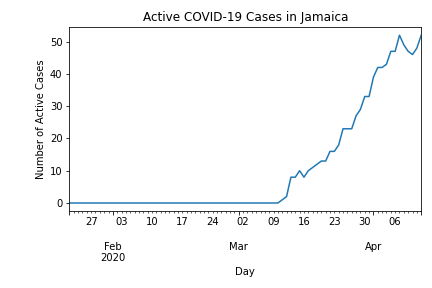 Active COVID-19 Cases in Jamaica
Number of Active Cases
50
40
30
20
10
0
27 03 10 17 24 02 09 16 23 30 06
Feb Mar Apr
2020
Day